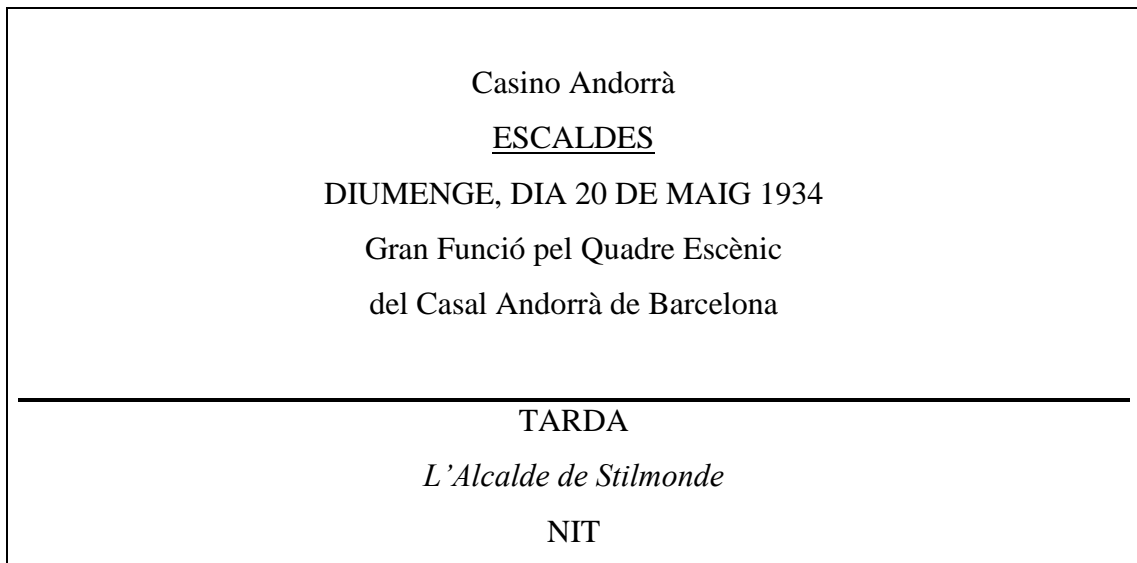 Casino Andorrà
ESCALDES
DIUMENGE, DIA 20 DE MAIG 1934
Gran Funció pel Quadre Escènic
del Casal Andorrà de Barcelona
TARDA
L’Alcalde de Stilmonde
NIT